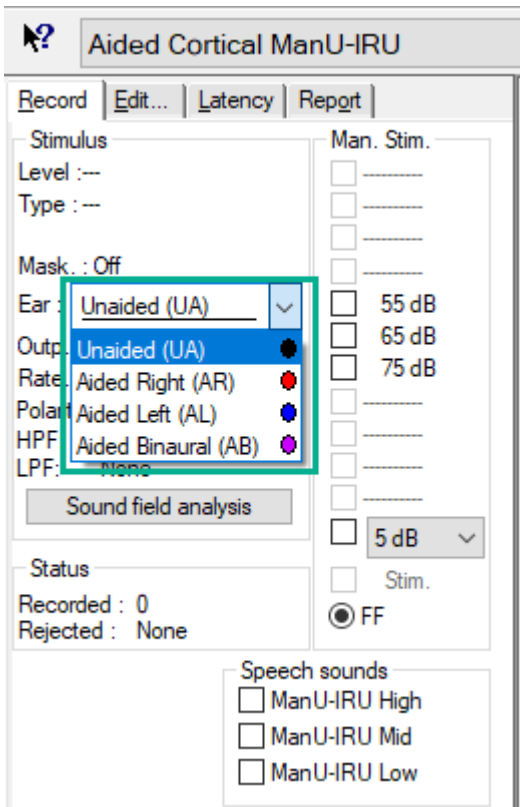 Aided Cortical ManU-IRU
Record Edit... Latency Report
Stimulus
Level :---
Type : ---
Mask. : Off
Ear : Unaided (UA)
Outp.
Unaided (UA)
Rate.
Aided Right (AR)
Polarit
Aided Left (AL)
HPF
Aided Binaural (AB)
LPF: None
Sound field analysis
Status
Recorded : 0
Rejected : None
Man. Stim.
----------
----------
----------
----------
55 dB
65 dB
75 dB
----------
----------
----------
----------
5 dB
Stim.
FF
Speech sounds
ManU-IRU High
ManU-IRU Mid
ManU-IRU Low